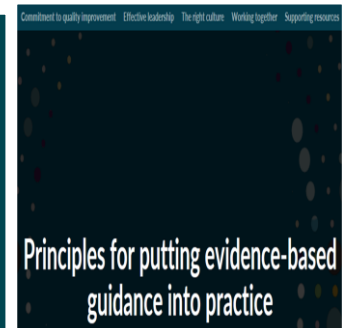 Commitment to quality improvement Effective leadership The right culture Working together Supporting resources
Principles for putting evidence-based
guidance into practice